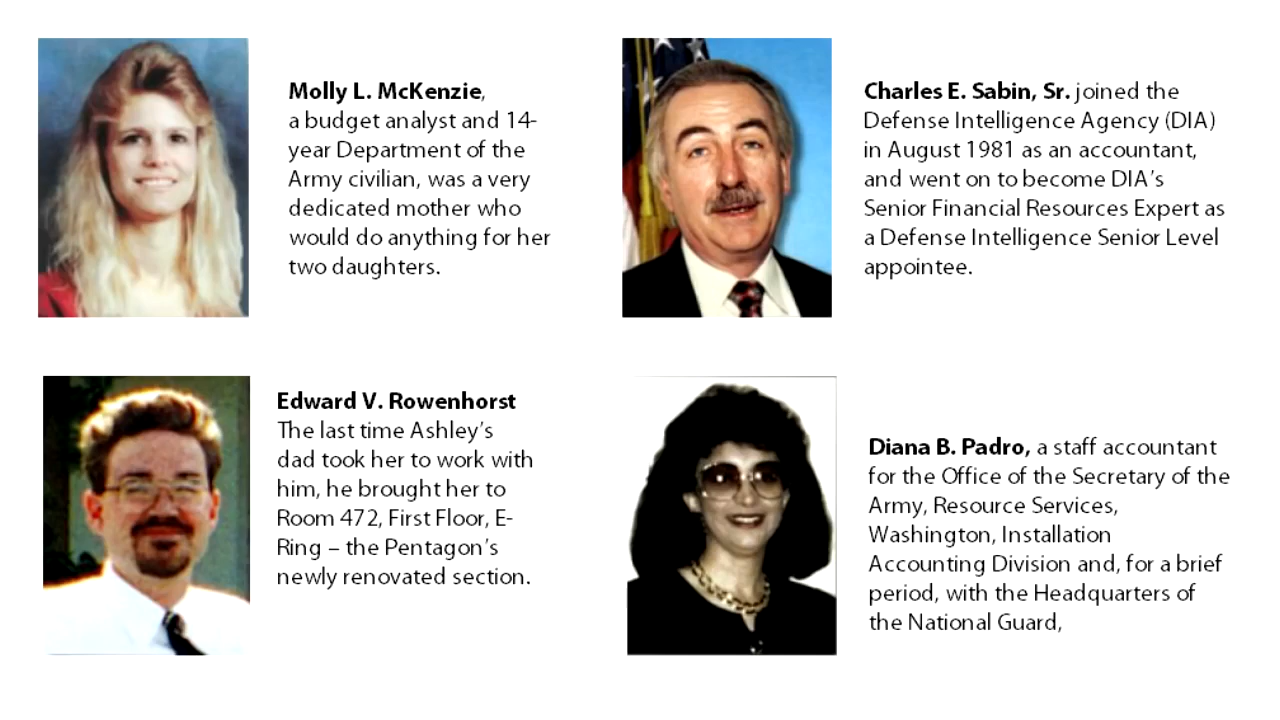 Molly L. McKenzie,
a budget analyst and 14-
year Department of the
Army civilian, was a very
dedicated mother who
would do anything for her
two daughters.
Charles E. Sabin, Sr. joined the
Defense Intelligence Agency (DIA)
in August 1981 as an accountant,
and went on to become DIA’s
Senior Financial Resources Expert as
a Defense Intelligence Senior Level
appointee.
Edward V. Rowenhorst
The last time Ashley’s
dad took her to work with
him, he brought her to
Room 472, First Floor, E-
Ring – the Pentagon’s
newly renovated section.
Diana B. Padro, a staff accountant
for the Office of the Secretary of the
Army, Resource Services,
Washington, Installation
Accounting Division and, for a brief
period, with the Headquarters of
the National Guard,